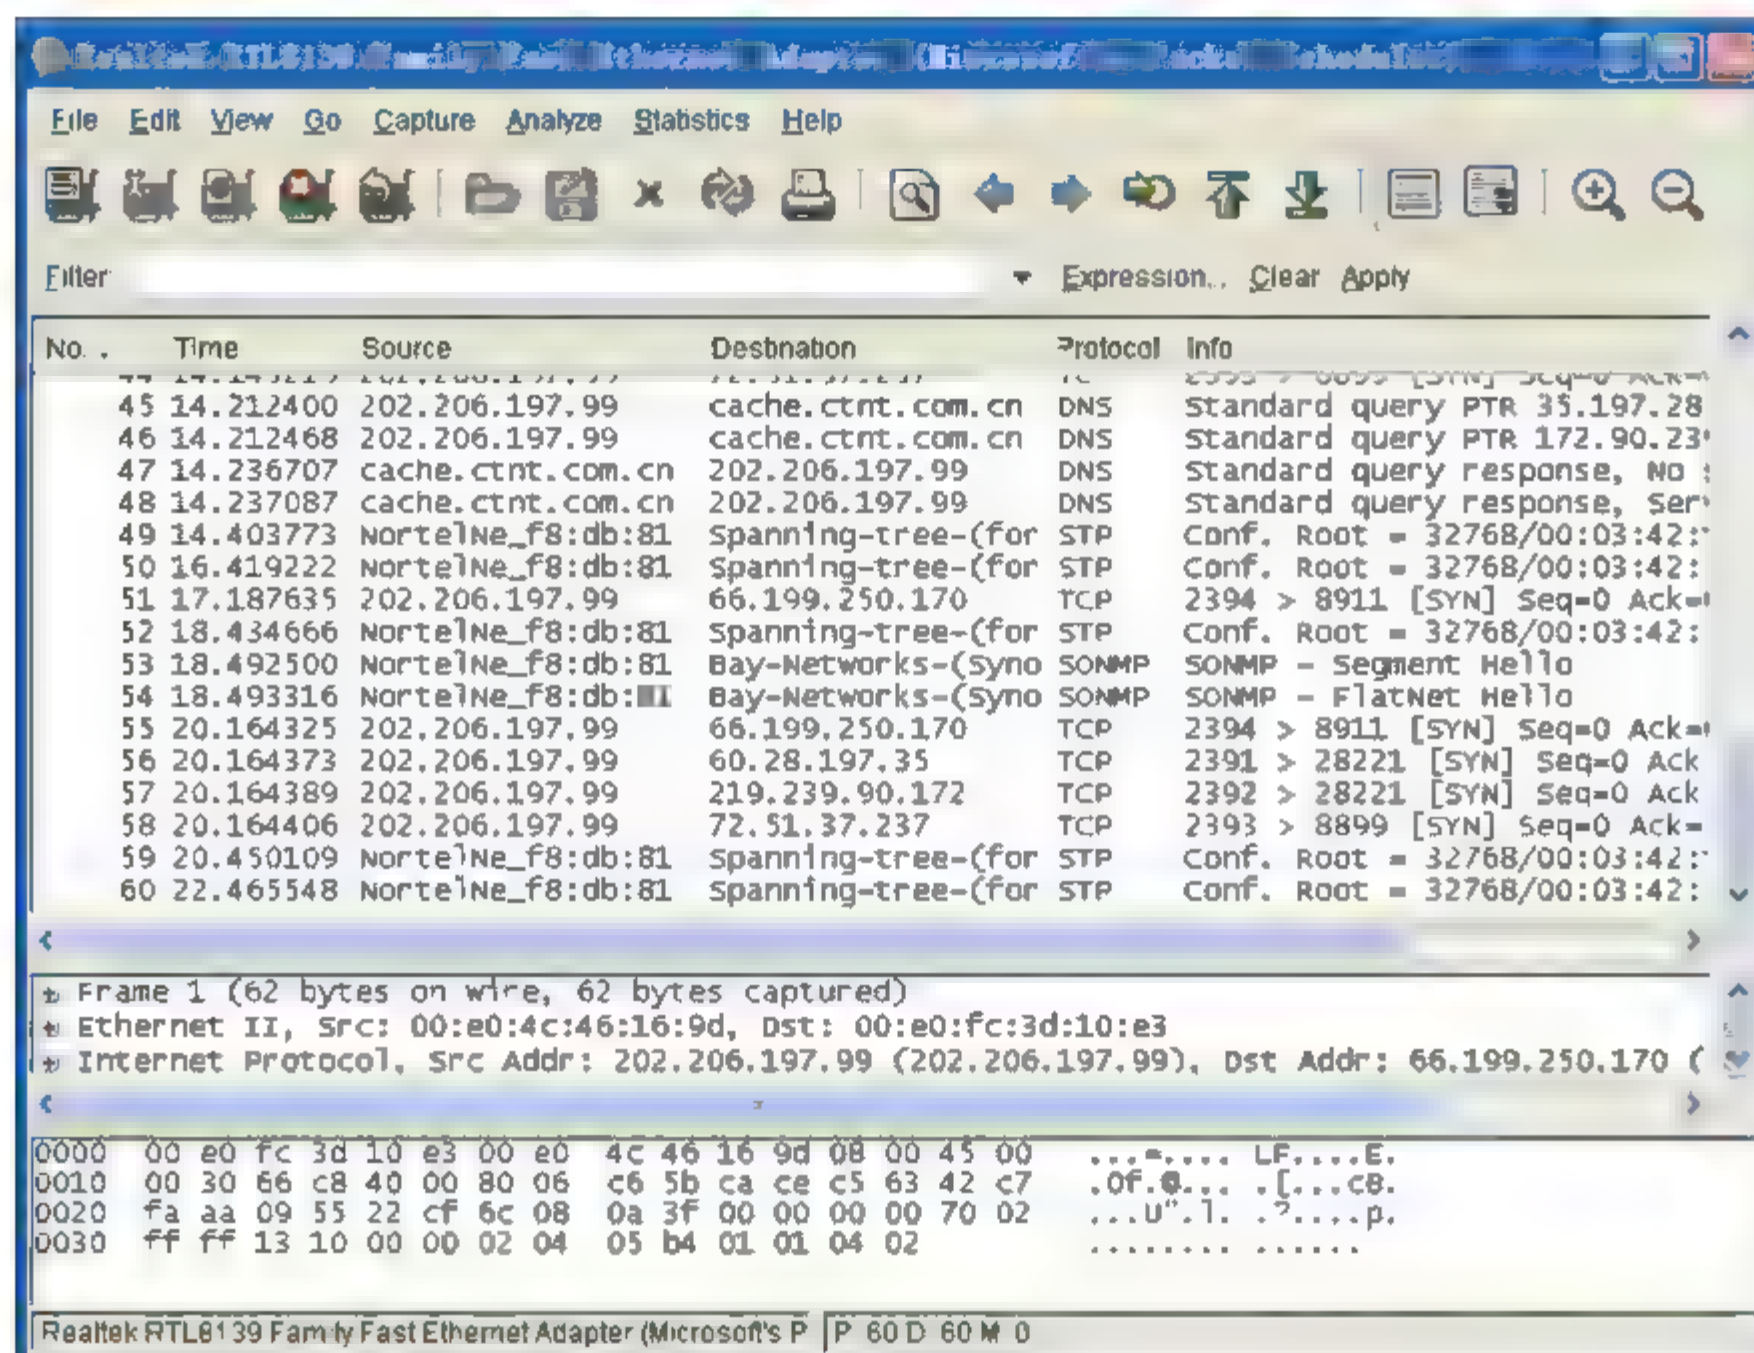 File Edit View Go Capture Analyze Statistics Help
Filter: Expression... Clear Apply
No. . Time Source Destination Protocol Info
45 14.212400 202.206.197.99 cache.ctnt.com.cn DNS Standard query PTR 35.197.28
46 14.212468 202.206.197.99 cache.ctnt.com.cn DNS Standard query PTR 172.90.23
47 14.236707 cache.ctnt.com.cn 202.206.197.99 DNS Standard query response, No
48 14.237087 cache.ctnt.com.cn 202.206.197.99 DNS Standard query response, Ser
49 14.403773 NortelNe_f8:db:81 Spanning-tree-(for STP Conf. Root = 32768/00:03:42:
50 16.419222 NortelNe_f8:db:81 Spanning-tree-(for STP Conf. Root = 32768/00:03:42:
51 17.187635 202.206.197.99 66.199.250.170 TCP 2394 > 8911 [SYN] Seq=0 Ack=
52 18.434666 NortelNe_f8:db:81 Spanning-tree-(for STP Conf. Root = 32768/00:03:42:
53 18.492500 NortelNe_f8:db:81 Bay-Networks-(Syno SONMP SONMP - Segment Hello
54 18.493316 NortelNe_f8:db: Bay-Networks-(Syno SONMP SONMP - FlatNet Hello
55 20.164325 202.206.197.99 66.199.250.170 TCP 2394 > 8911 [SYN] Seq=0 Ack=
56 20.164373 202.206.197.99 60.28.197.35 TCP 2391 > 28221 [SYN] Seq=0 Ack
57 20.164389 202.206.197.99 219.239.90.172 TCP 2392 > 28221 [SYN] Seq=0 Ack
58 20.164406 202.206.197.99 72.51.37.237 TCP 2393 > 8899 [SYN] Seq=0 Ack=
59 20.450109 NortelNe_f8:db:81 Spanning-tree-(for STP Conf. Root = 32768/00:03:42:
60 22.465548 NortelNe_f8:db:81 Spanning-tree-(for STP Conf. Root = 32768/00:03:42:
Frame 1 (62 bytes on wire, 62 bytes captured)
Ethernet II, Src: 00:e0:4c:46:16:9d, Dst: 00:e0:fc:3d:10:e3
Internet Protocol, Src Addr: 202.206.197.99 (202.206.197.99), Dst Addr: 66.199.250.170 (
0000 00 e0 fc 3d 10 e3 00 e0 4c 46 16 9d 08 00 45 00 ...=.... LF....E.
0010 00 30 66 c8 40 00 80 06 c6 5b ca ce c5 63 42 c7 .0f.@... .[...cB.
0020 fa aa 09 55 22 cf 6c 08 0a 3f 00 00 00 00 70 02 ...U".l. .?....p.
0030 ff ff 13 10 00 00 02 04 05 b4 01 01 04 02 ........ ......
Realtek RTL8139 Family Fast Ethernet Adapter (Microsoft's P P 60 D 60 M 0